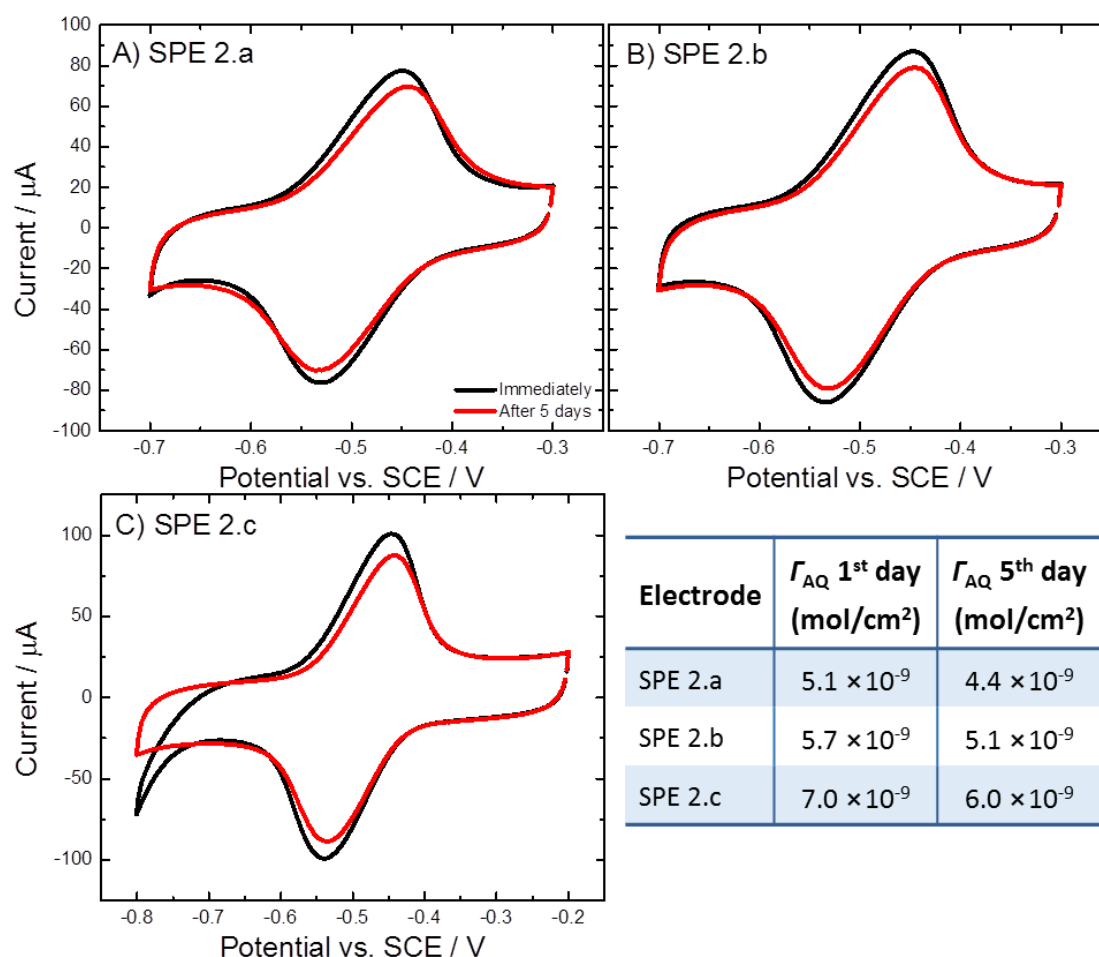 A) SPE 2.a
100
80
60
40
20
0
-20
-40
-60
-80
-100
Current / μA
Immediately
After 5 days
-0.7
-0.6
-0.5
-0.4
-0.3
Potential vs. SCE / V
B) SPE 2.b
-0.7
-0.6
-0.5
-0.4
-0.3
Potential vs. SCE / V
C) SPE 2.c
100
50
0
-50
-100
Current / μA
-0.8
-0.7
-0.6
-0.5
-0.4
-0.3
-0.2
Potential vs. SCE / V
Electrode ΓAQ 1st day (mol/cm²) ΓAQ 5th day (mol/cm²)
SPE 2.a 5.1 ×10⁻⁹ 4.4 ×10⁻⁹
SPE 2.b 5.7 ×10⁻⁹ 5.1 ×10⁻⁹
SPE 2.c 7.0 ×10⁻⁹ 6.0 ×10⁻⁹